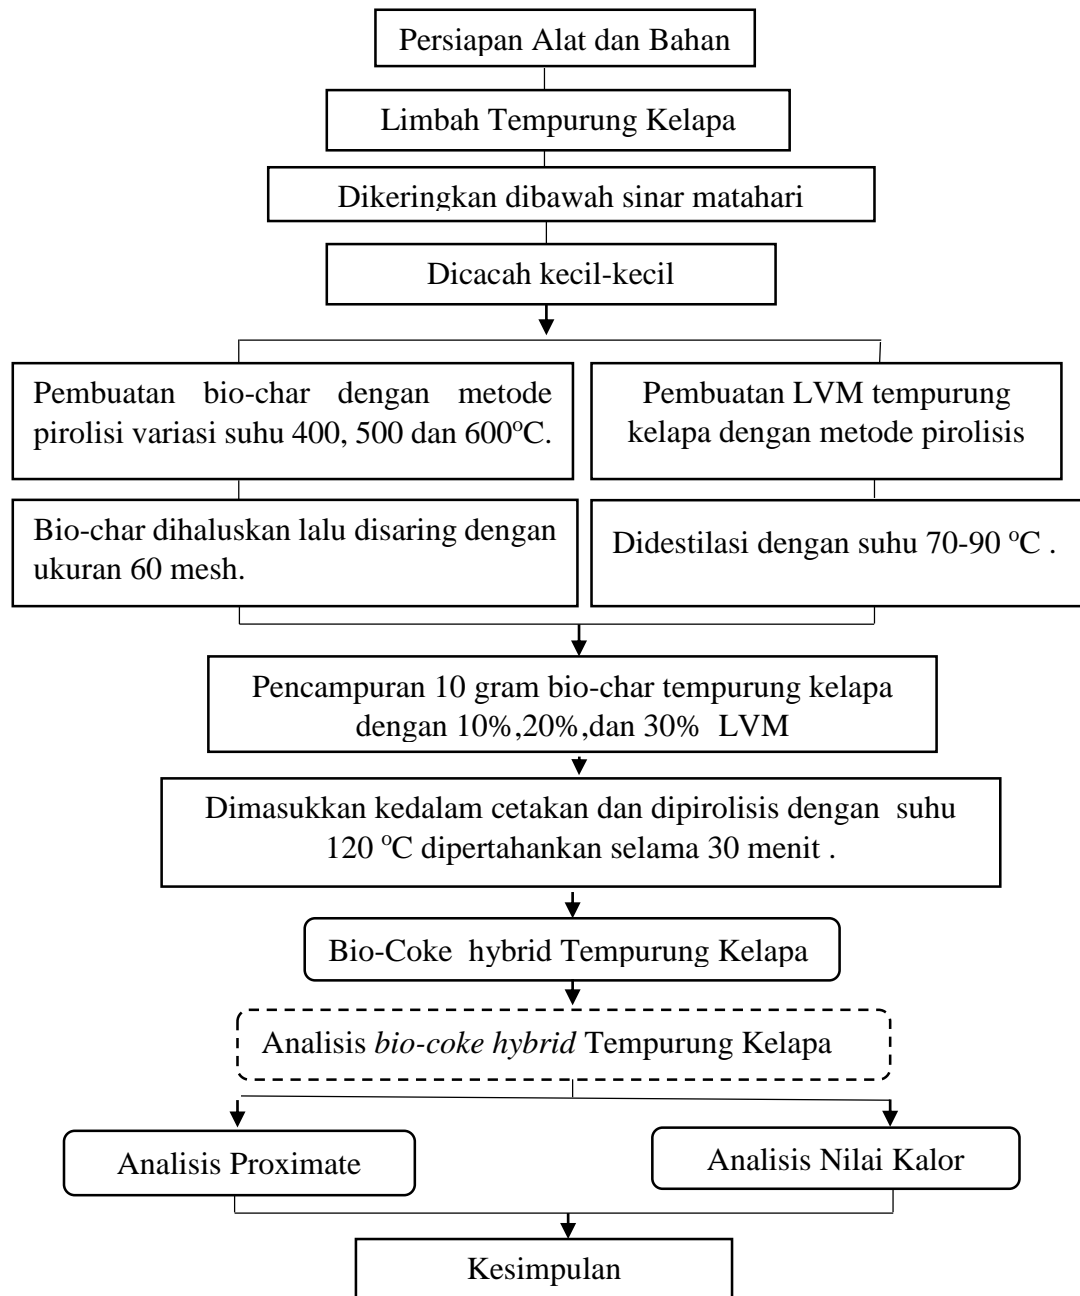 Persiapan Alat dan Bahan
Limbah Tempurung Kelapa
Dikeringkan dibawah sinar matahari
Dicacah kecil-kecil
Pembuatan bio-char dengan metode
pirolisi variasi suhu 400, 500 dan 600°C.
Pembuatan LVM tempurung
kelapa dengan metode pirolisis
Bio-char dihaluskan lalu disaring dengan
ukuran 60 mesh.
Didestilasi dengan suhu 70-90 °C .
Pencampuran 10 gram bio-char tempurung kelapa
dengan 10%,20%,dan 30% LVM
Dimasukkan kedalam cetakan dan dipirolisis dengan suhu
120 °C dipertahankan selama 30 menit .
Bio-Coke hybrid Tempurung Kelapa
Analisis bio-coke hybrid Tempurung Kelapa
Analisis Proximate
Analisis Nilai Kalor
Kesimpulan